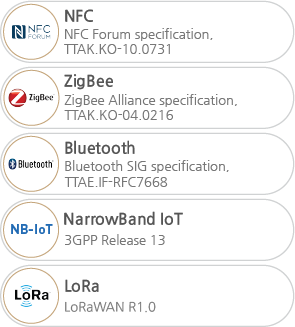 NFC
FORUM
NFC
NFC Forum specification,
TTAK.KO-10.0731
ZigBee
ZigBee
ZigBee Alliance specification,
TTAK.KO-04.0216
Bluetooth
Bluetooth
Bluetooth SIG specification,
TTAE.IF-RFC7668
NB-IoT
NarrowBand IoT
3GPP Release 13
LoRa
LoRa
LoRaWAN R1.0